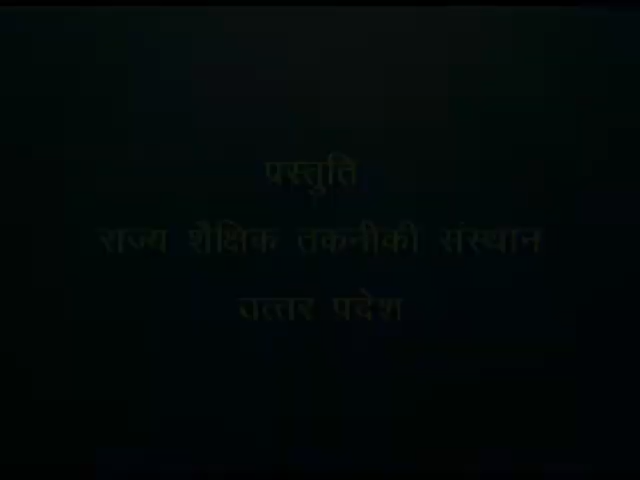 प्रस्तुति
राज्य शैक्षिक तकनीकी संस्थान
उत्तर प्रदेश